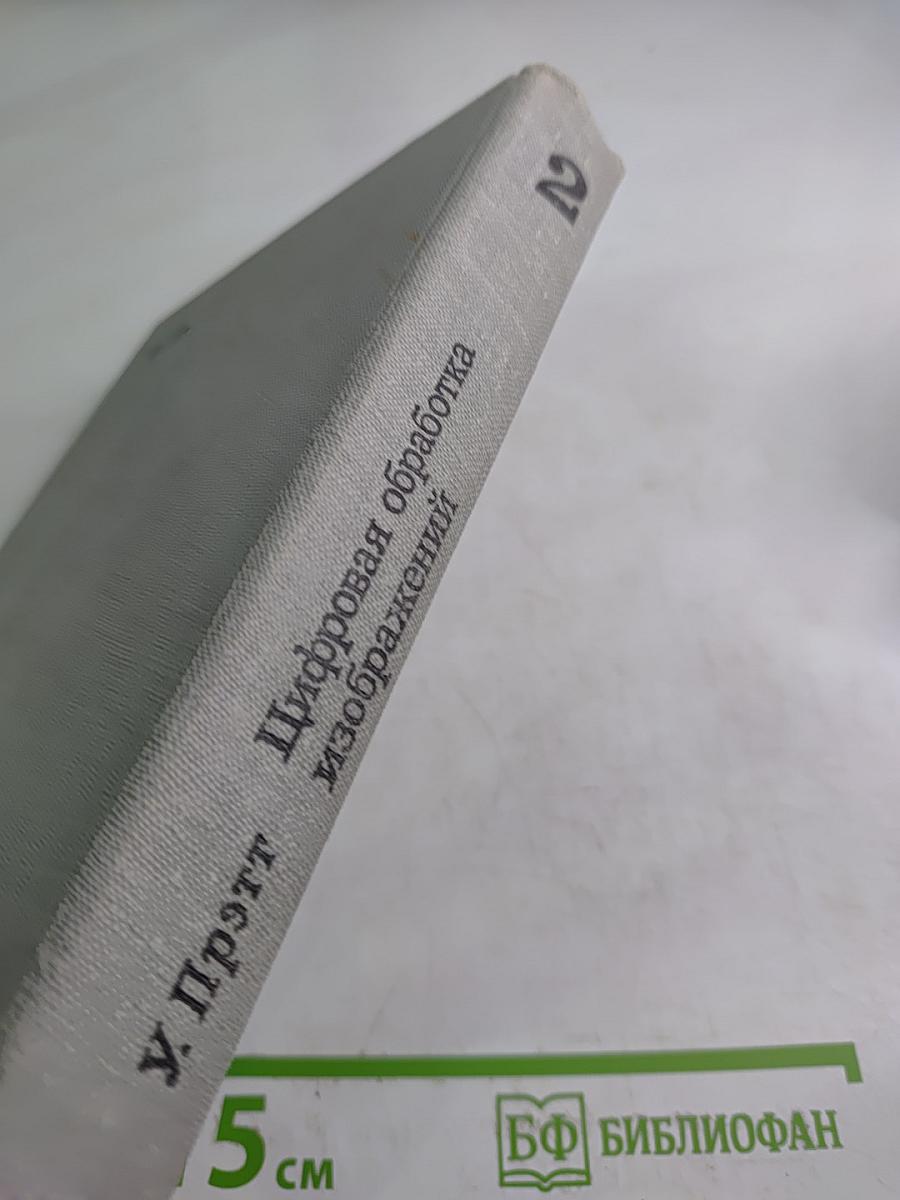 У. Прэтт
Цифровая обработка
изображений
2
5 см
БФ БИБЛИОФАН